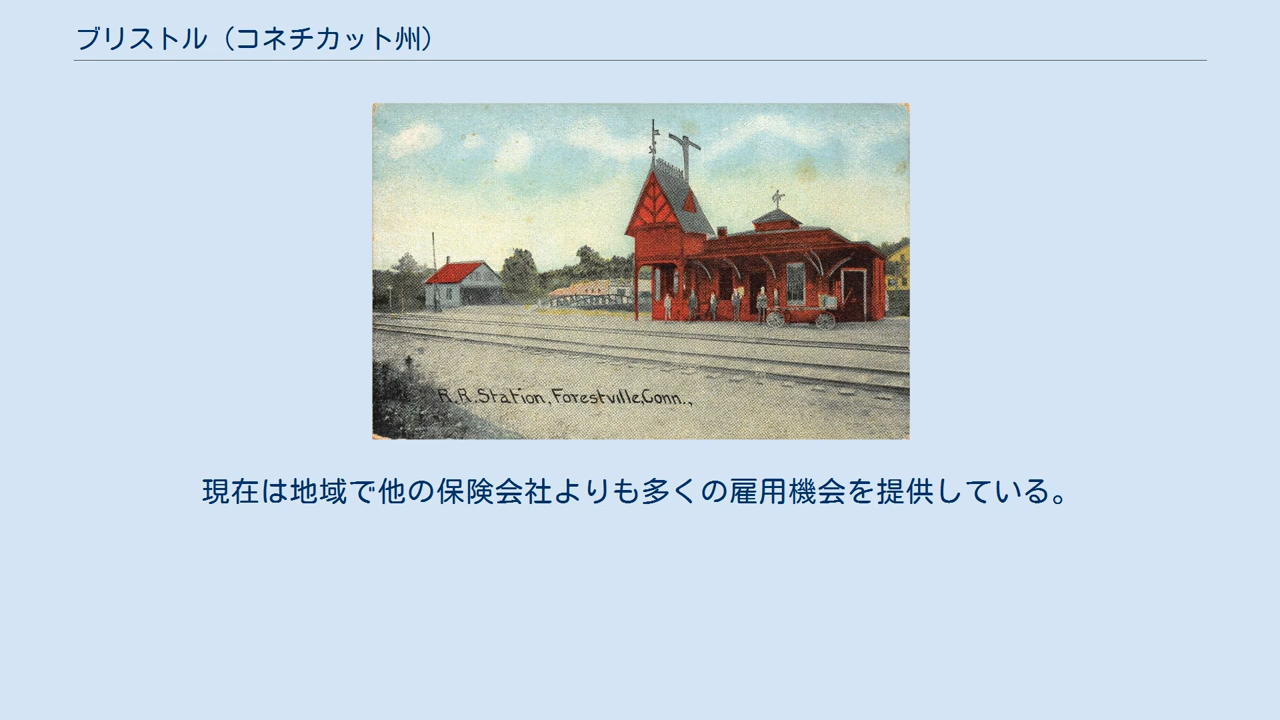 ブリストル（コネチカット州）
R.R.Station, Forestville,Conn.,
現在は地域で他の保険会社よりも多くの雇用機会を提供している。